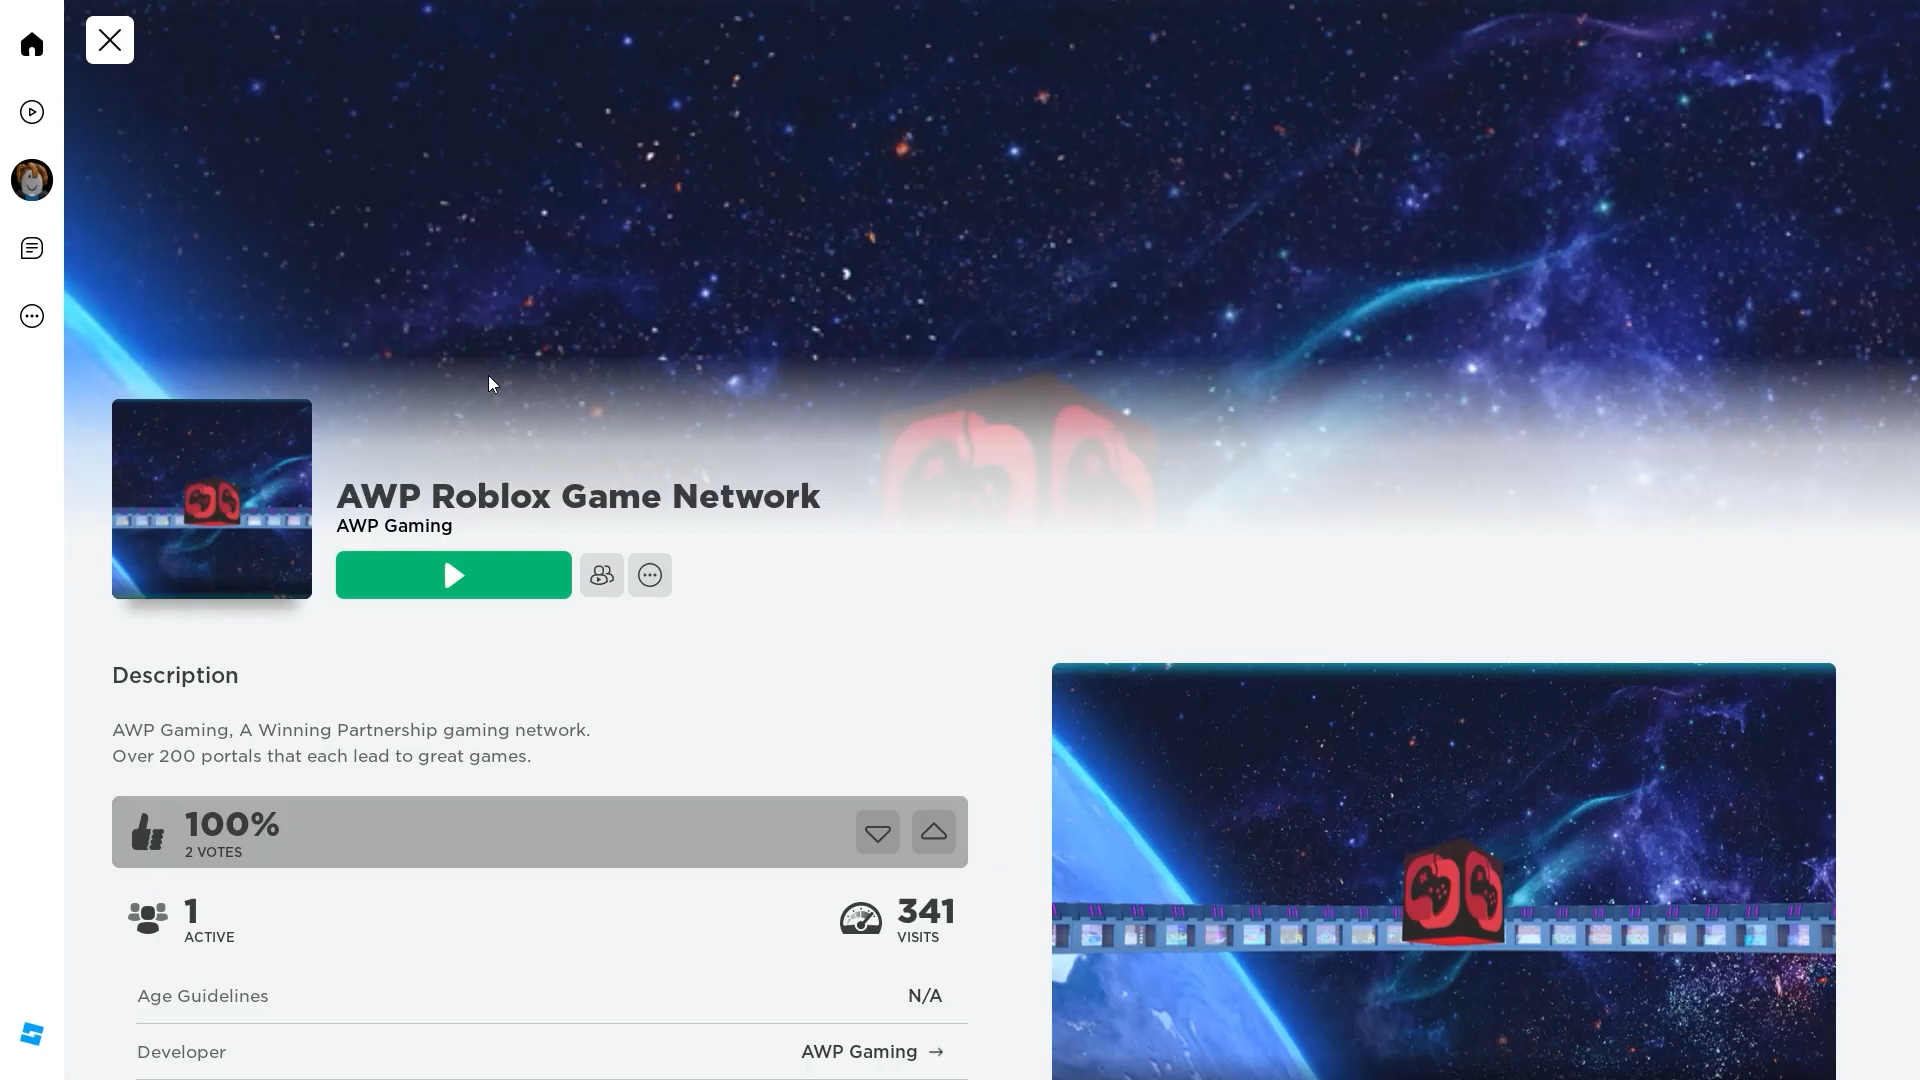 AWP Roblox Game Network
AWP Gaming
Description
AWP Gaming, A Winning Partnership gaming network.
Over 200 portals that each lead to great games.
100%
2 VOTES
1
ACTIVE
341
VISITS
Age Guidelines
N/A
Developer
AWP Gaming →